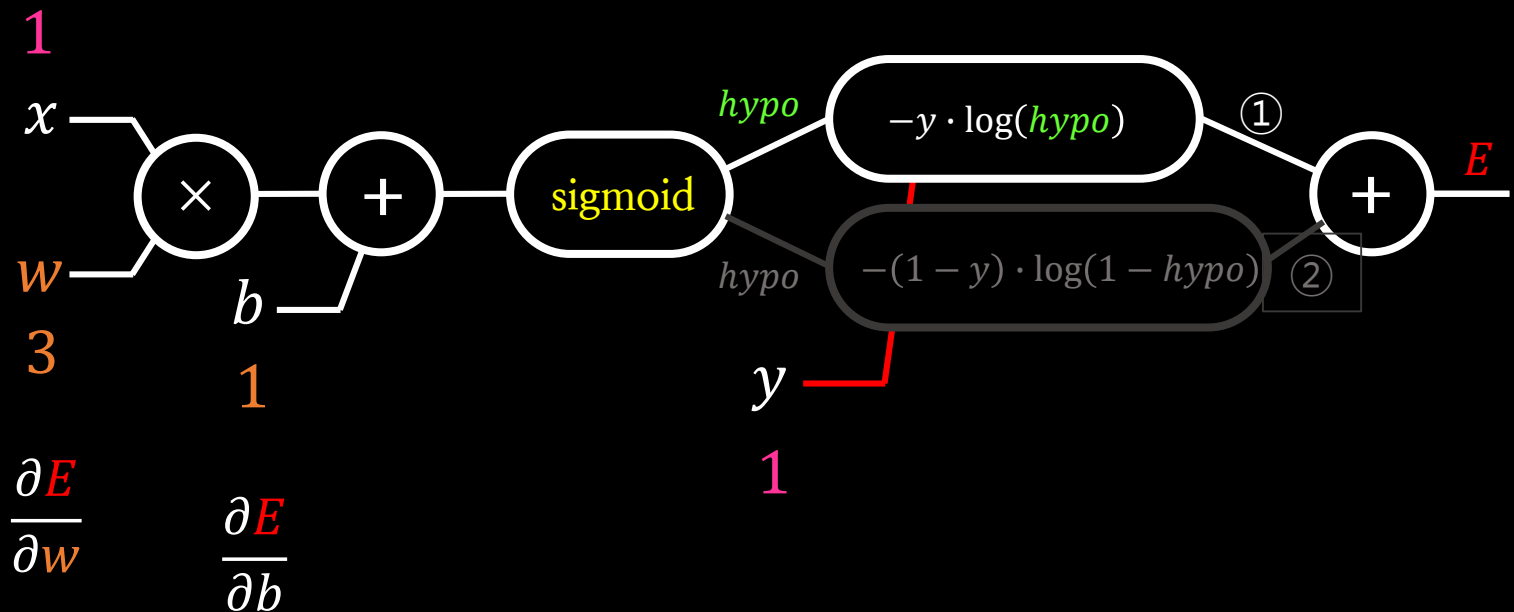 1
x
w
3
×
b
1
+
sigmoid
hypo
hypo
−y · log(hypo)
−(1 − y) · log(1 − hypo)
y
1
①
②
+
E
∂E
∂w
∂E
∂b